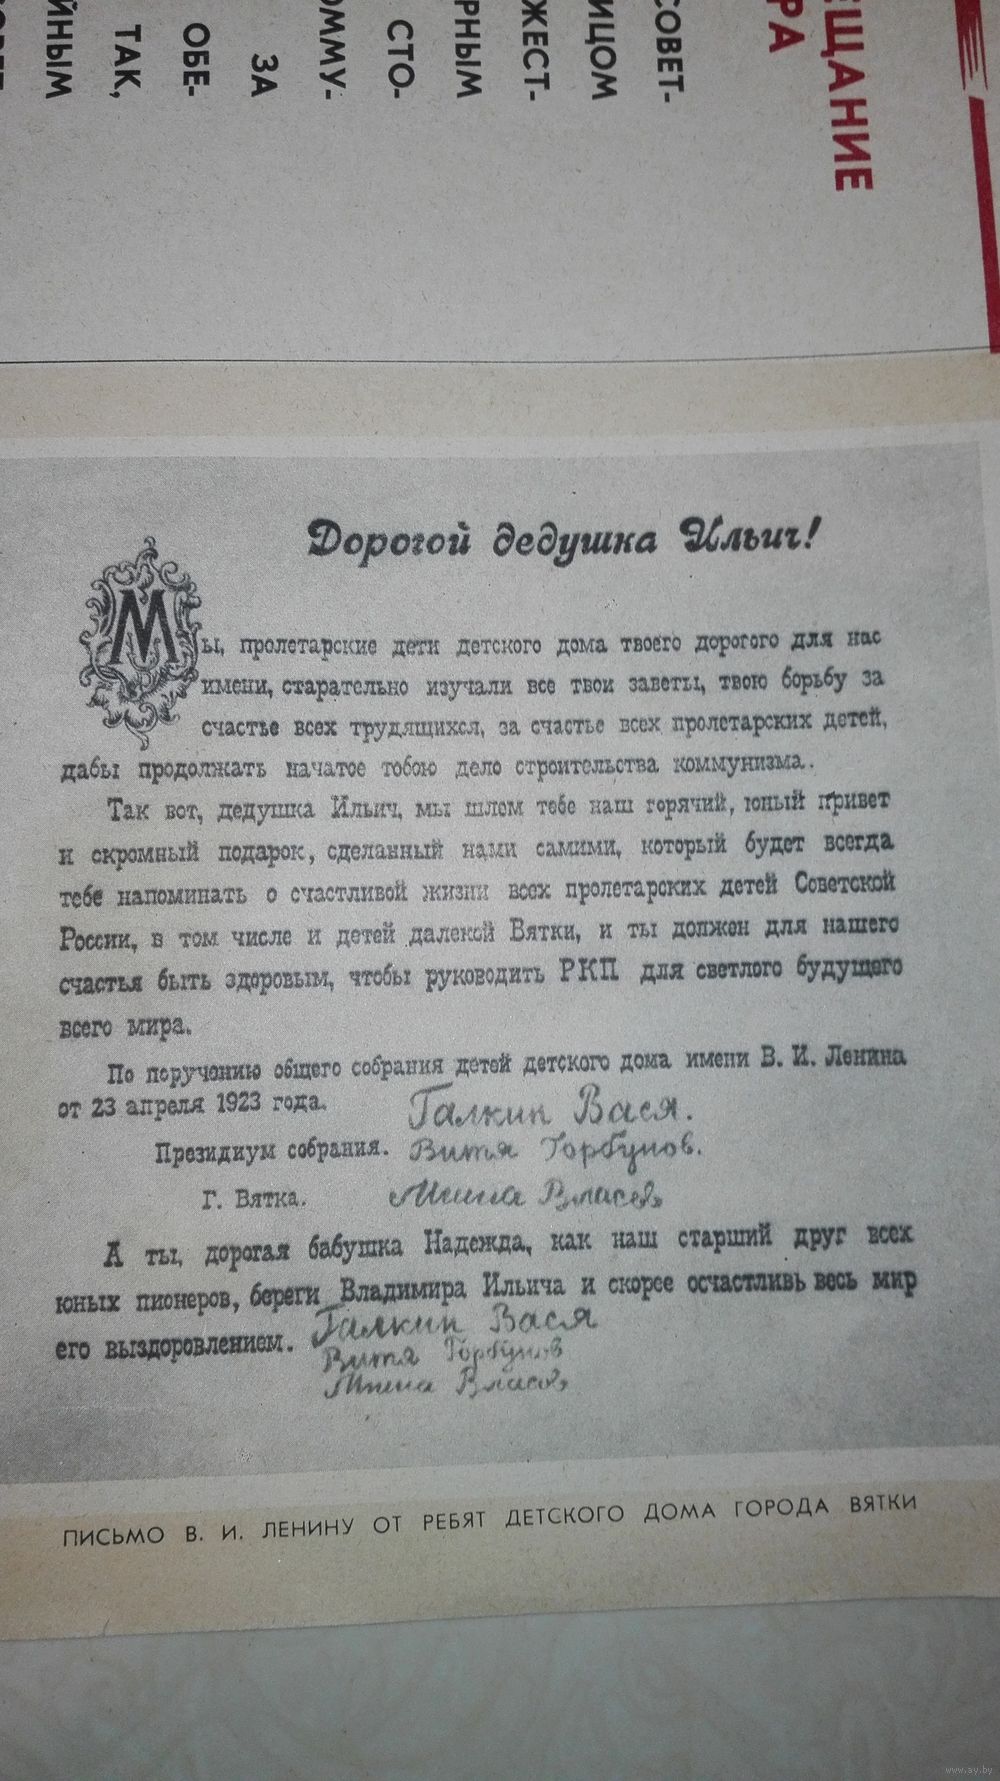 ЕЩАНИЕ
РА
СОВЕТ-
ИЦОМ
ЖЕСТ-
РНЫМ
СТО-
ОММУ-
ЗА
ОБЕ-
ТАК,
ЙНЫМ
Дорогой дедушка Ильич!
Мы, пролетарские дети детского дома твоего дорогого для нас
имени, старательно изучали все твои заветы, твою борьбу за
счастье всех трудящихся, за счастье всех пролетарских детей,
дабы продолжать начатое тобою дело строительства коммунизма.
Так вот, дедушка Ильич, мы шлем тебе наш горячий, юный привет
и скромный подарок, сделанный нами самими, который будет всегда
тебе напоминать о счастливой жизни всех пролетарских детей Советской
России, в том числе и детей далекой Вятки, и ты должен для нашего
счастья быть здоровым, чтобы руководить РКП для светлого будущего
всего мира.
По поручению общего собрания детей детского дома имени В. И. Ленина
от 23 апреля 1923 года. Галкин Вася.
Президиум собрания. Витя Горбунов.
Г. Вятка. Миша Власов
А ты, дорогая бабушка Надежда, как наш старший друг всех
юных пионеров, береги Владимира Ильича и скорее осчастливь весь мир
его выздоровлением. Галкин Вася
Витя Горбунов
Миша Власов
ПИСЬМО В. И. ЛЕНИНУ ОТ РЕБЯТ ДЕТСКОГО ДОМА ГОРОДА ВЯТКИ
www.ay.by